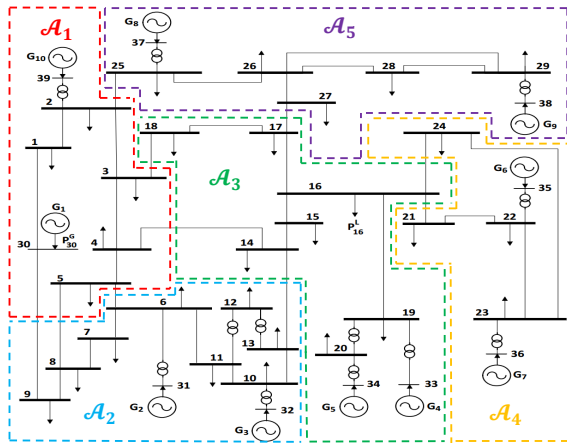 𝒜₁
G₈
𝒜₅
G₁₀
37
39
25
26
28
29
2
27
38
G₉
1
18
17
24
3
𝒜₃
G₆
16
35
G₁
P₁₆ᴸ
21
22
15
30
P₃₀ᴳ
4
14
5
6
12
7
13
19
23
11
20
8
10
36
31
34
33
G₇
9
𝒜₂
G₂
32
G₃
G₅
G₄
𝒜₄